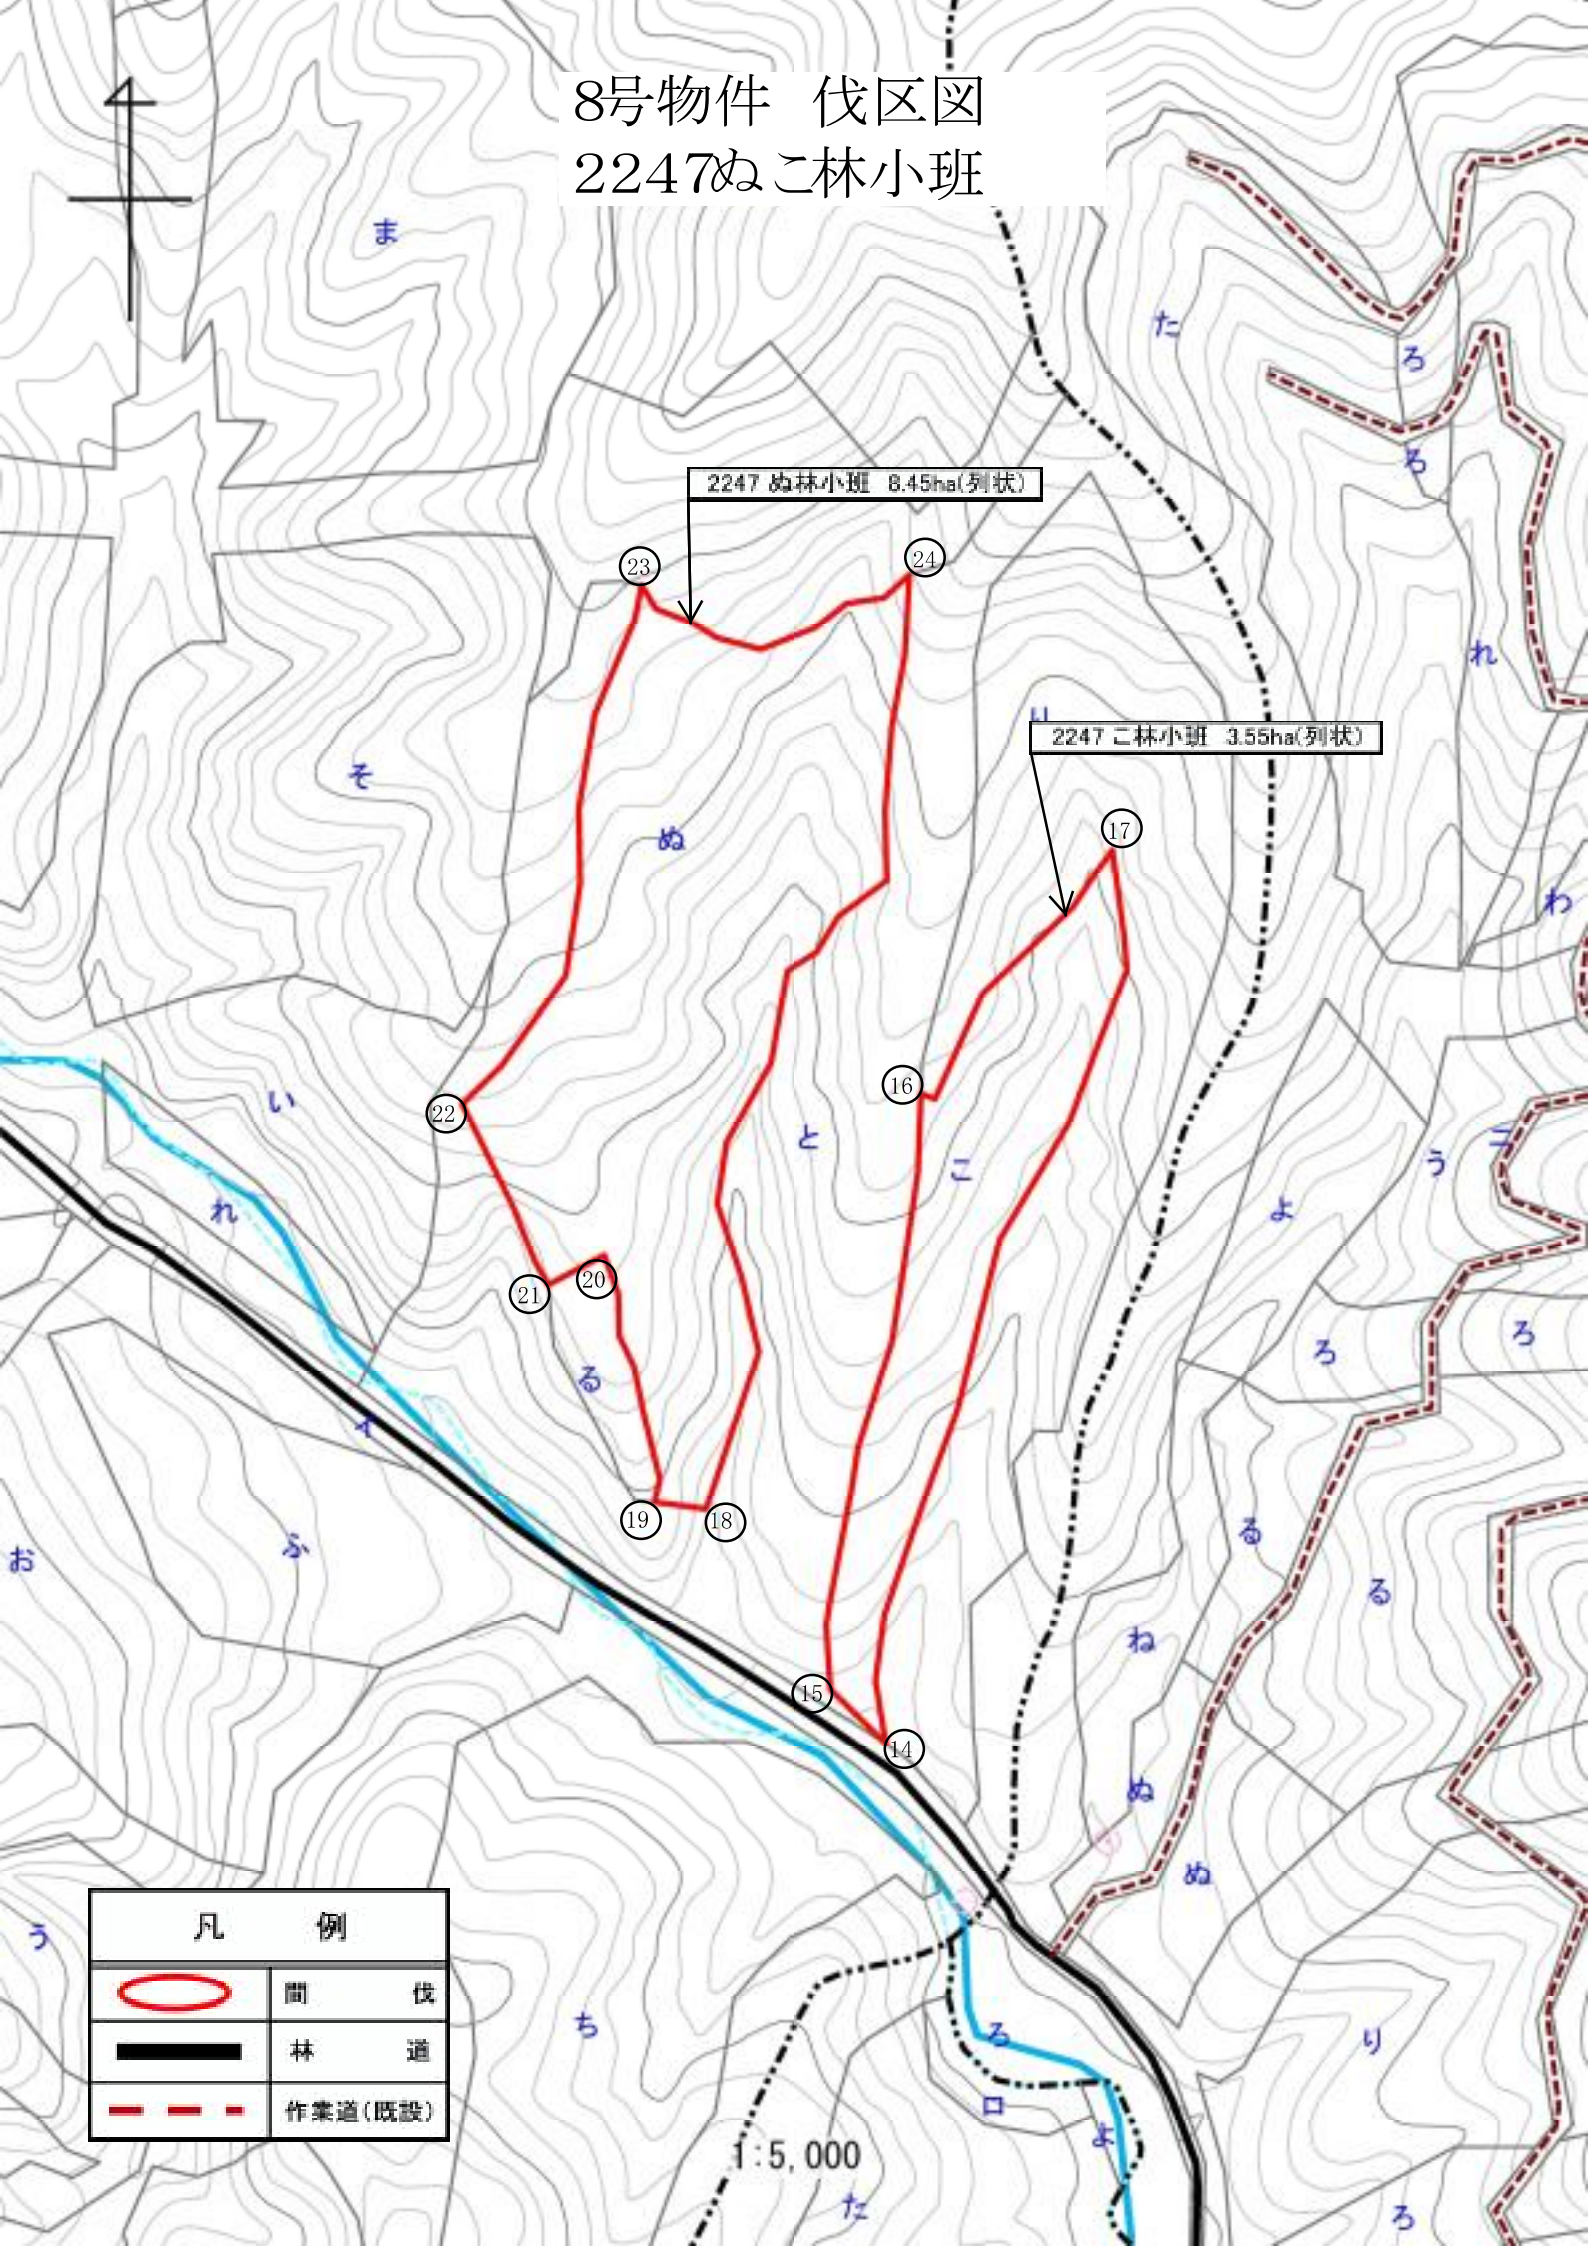 8号物件　伐区図
2247ぬこ林小班
ま
た
ろ
ろ
2247 ぬ林小班 8.45ha(列状)
23
24
れ
り
2247 こ林小班 3.55ha(列状)
そ
17
ぬ
わ
16
い
22
と
こ
ニ
う
れ
よ
21
20
ろ
ろ
る
イ
19
18
る
お
ふ
る
ね
15
14
ぬ
ぬ
う
凡　例
間　伐
林　道
作業道(既設)
ち
ろ
り
ロ
よ
1:5,000
た
ろ